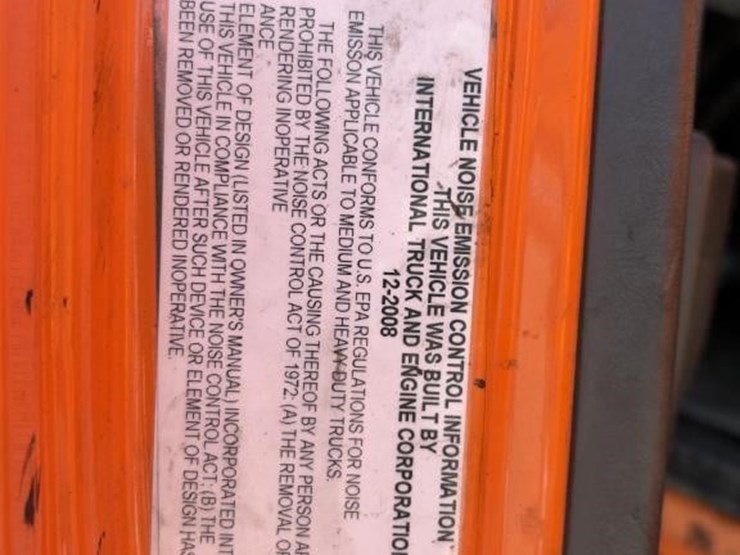 VEHICLE NOISE EMISSION CONTROL INFORMATION
THIS VEHICLE WAS BUILT BY
INTERNATIONAL TRUCK AND ENGINE CORPORATIO
12-2008
THIS VEHICLE CONFORMS TO U.S. EPA REGULATIONS FOR NOISE
EMISSON APPLICABLE TO MEDIUM AND HEAVY-DUTY TRUCKS.
THE FOLLOWING ACTS OR THE CAUSING THEREOF BY ANY PERSON AR
PROHIBITED BY THE NOISE CONTROL ACT OF 1972: (A) THE REMOVAL O
RENDERING INOPERATIVE
ANCE
ELEMENT OF DESIGN (LISTED IN OWNER'S MANUAL) INCORPORATED INT
THIS VEHICLE IN COMPLIANCE WITH THE NOISE CONTROL ACT; (B) THE
USE OF THIS VEHICLE AFTER SUCH DEVICE OR ELEMENT OF DESIGN HAS
BEEN REMOVED OR RENDERED INOPERATIVE.